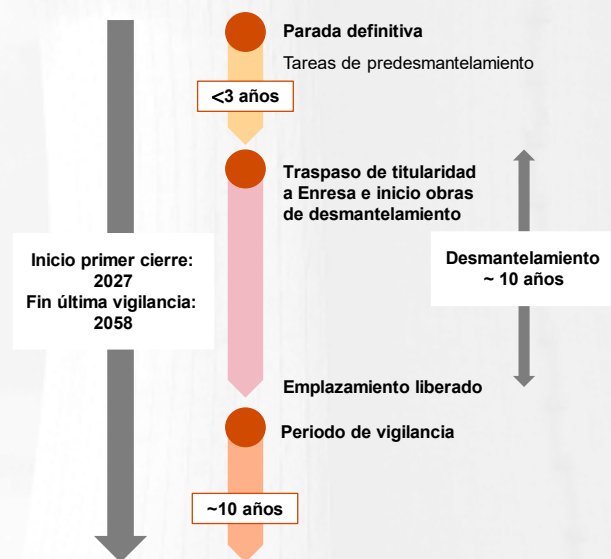 Parada definitiva
Tareas de predesmantelamiento
<3 años
Traspaso de titularidad
a Enresa e inicio obras
de desmantelamiento
Inicio primer cierre:
2027
Fin última vigilancia:
2058
Desmantelamiento
~ 10 años
Emplazamiento liberado
Periodo de vigilancia
~10 años